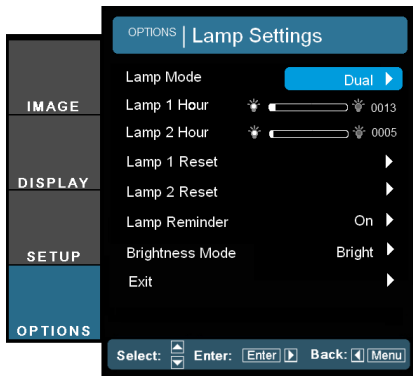 OPTIONS | Lamp Settings
Lamp Mode Dual
Lamp 1 Hour 0013
Lamp 2 Hour 0005
Lamp 1 Reset
Lamp 2 Reset
Lamp Reminder On
Brightness Mode Bright
Exit
IMAGE
DISPLAY
SETUP
OPTIONS
Select: Enter: Enter Back: Menu